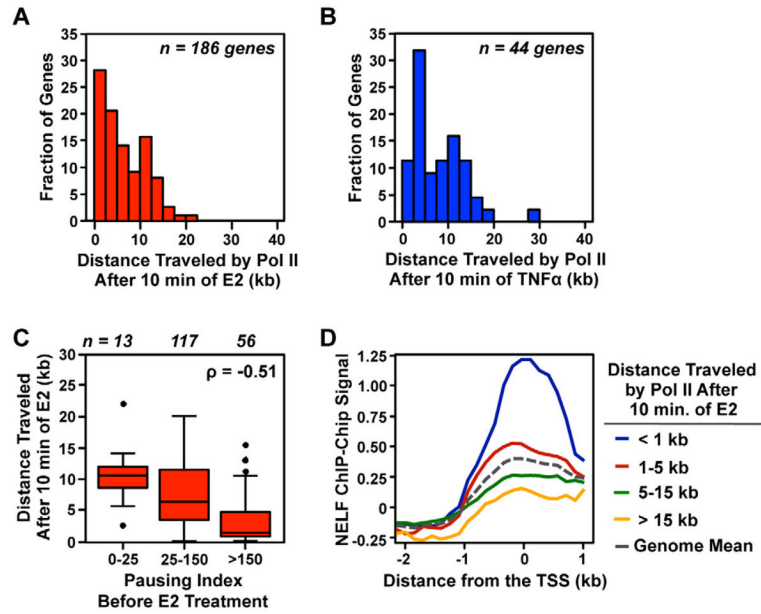 A
n = 186 genes
Fraction of Genes
35
30
25
20
15
10
5
0
0 10 20 30 40
Distance Traveled by Pol II
After 10 min of E2 (kb)
B
n = 44 genes
Fraction of Genes
35
30
25
20
15
10
5
0
0 10 20 30 40
Distance Traveled by Pol II
After 10 min of TNFα (kb)
C
n = 13 117 56
ρ = -0.51
Distance Traveled
After 10 min of E2 (kb)
30
25
20
15
10
5
0
0-25 25-150 >150
Pausing Index
Before E2 Treatment
D
NELF ChIP-Chip Signal
1.25
1.00
0.75
0.50
0.25
0
-0.25
-2 -1 0 1
Distance from the TSS (kb)
Distance Traveled
by Pol II After
10 min. of E2
< 1 kb
1-5 kb
5-15 kb
> 15 kb
Genome Mean